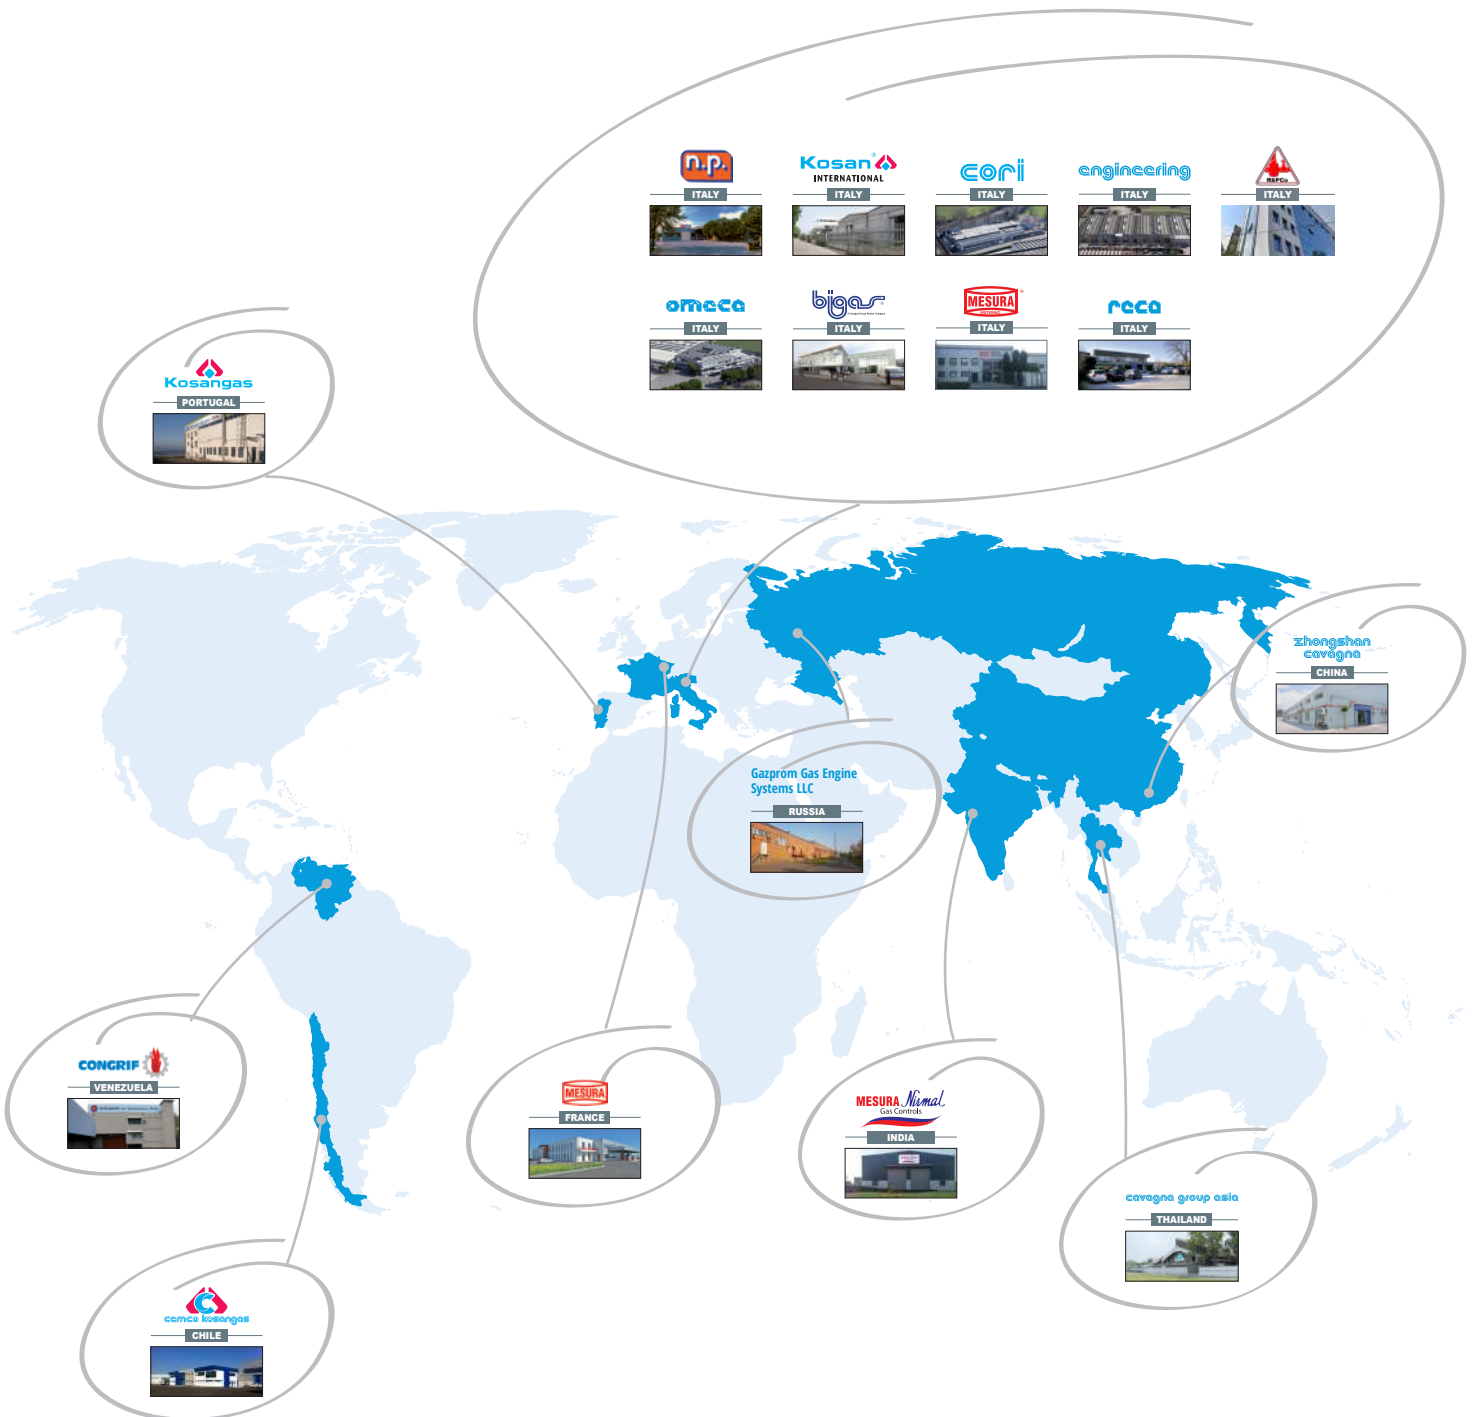 n.p.
ITALY
Kosan®
INTERNATIONAL
ITALY
cori
ITALY
engineering
ITALY
REPCo
ITALY
omeca
ITALY
bigas®
ITALY
MESURA®
ITALY
reca
ITALY
Kosangas
PORTUGAL
zhongshan
cavagna
CHINA
Gazprom Gas Engine
Systems LLC
RUSSIA
CONGRIF
VENEZUELA
MESURA
FRANCE
MESURA Nirmal
Gas Controls
INDIA
cavagna group asia
THAILAND
cemco kosangas
CHILE